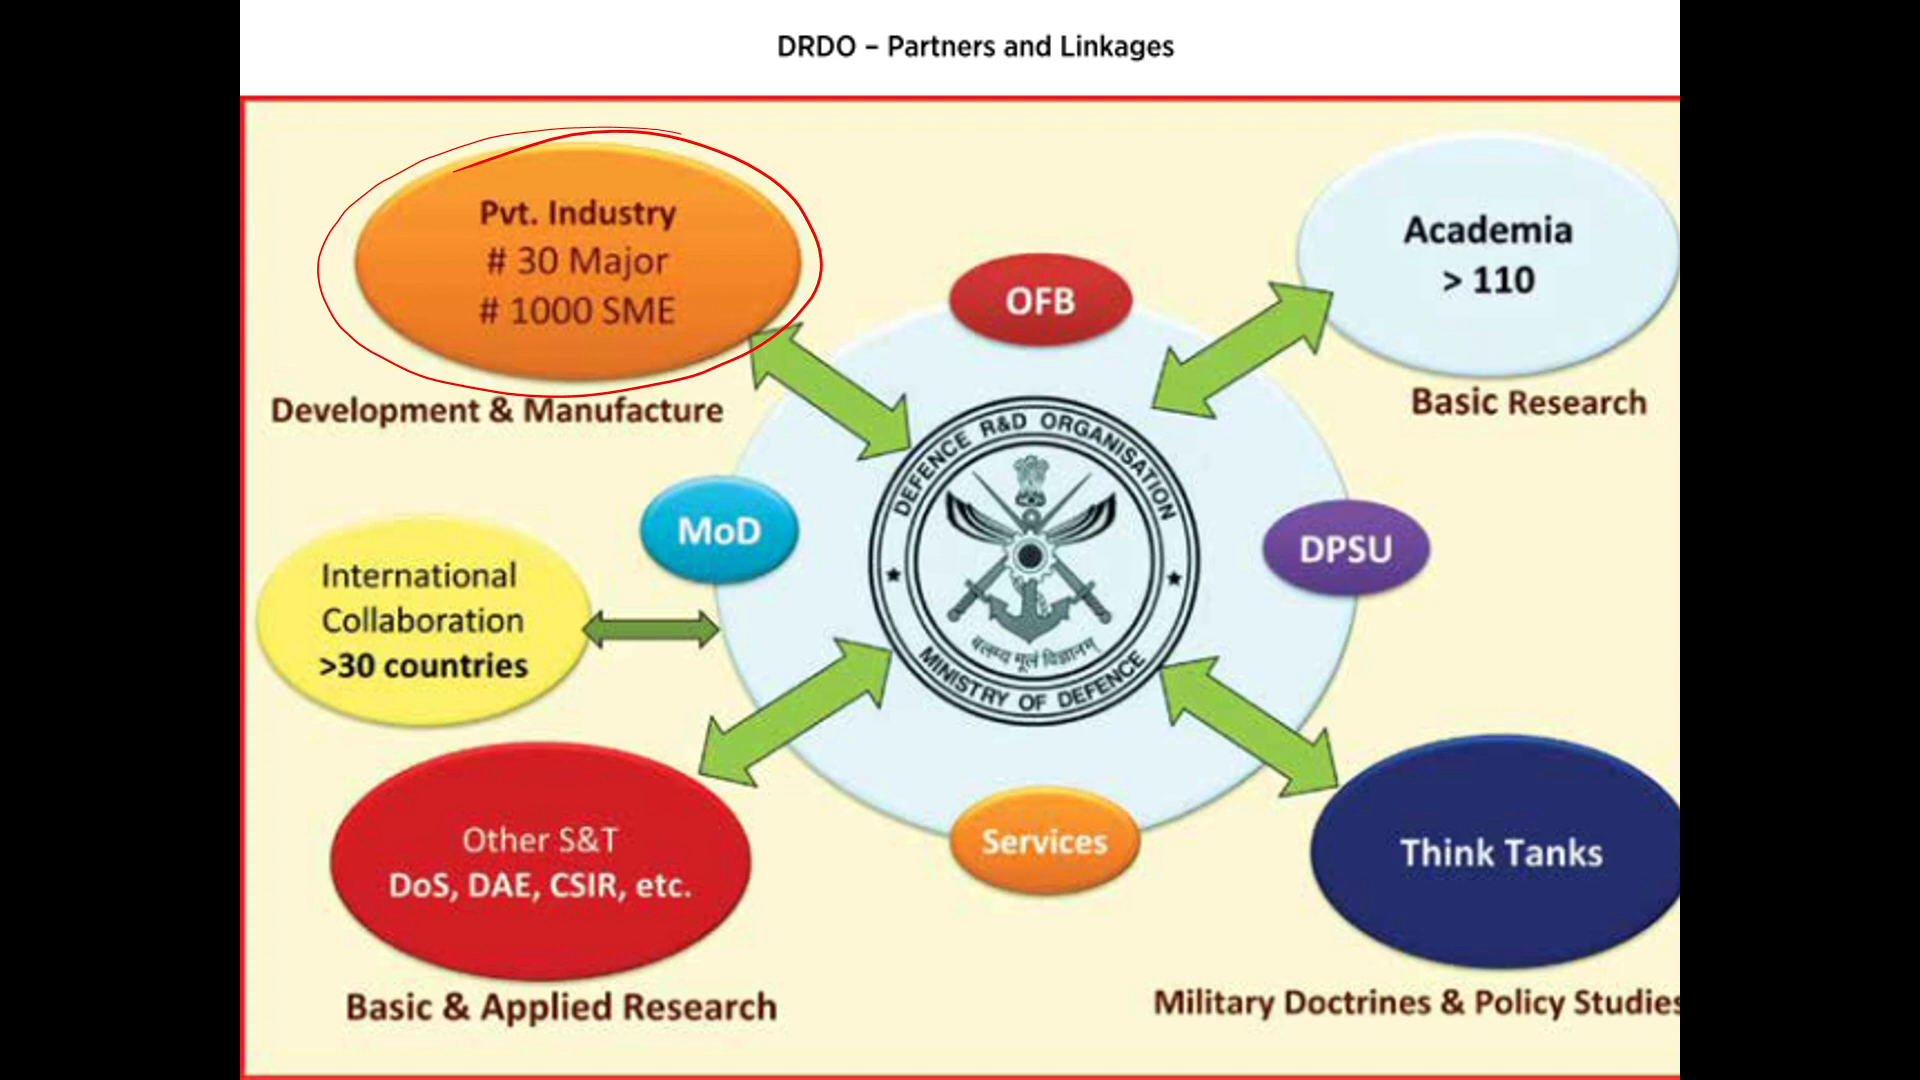 DRDO – Partners and Linkages
Pvt. Industry
# 30 Major
# 1000 SME
Development & Manufacture
OFB
Academia
> 110
Basic Research
MoD
DEFENCE R&D ORGANISATION
बलस्य मूलं विज्ञानम्
MINISTRY OF DEFENCE
DPSU
International
Collaboration
>30 countries
Other S&T
DoS, DAE, CSIR, etc.
Basic & Applied Research
Services
Think Tanks
Military Doctrines & Policy Studies